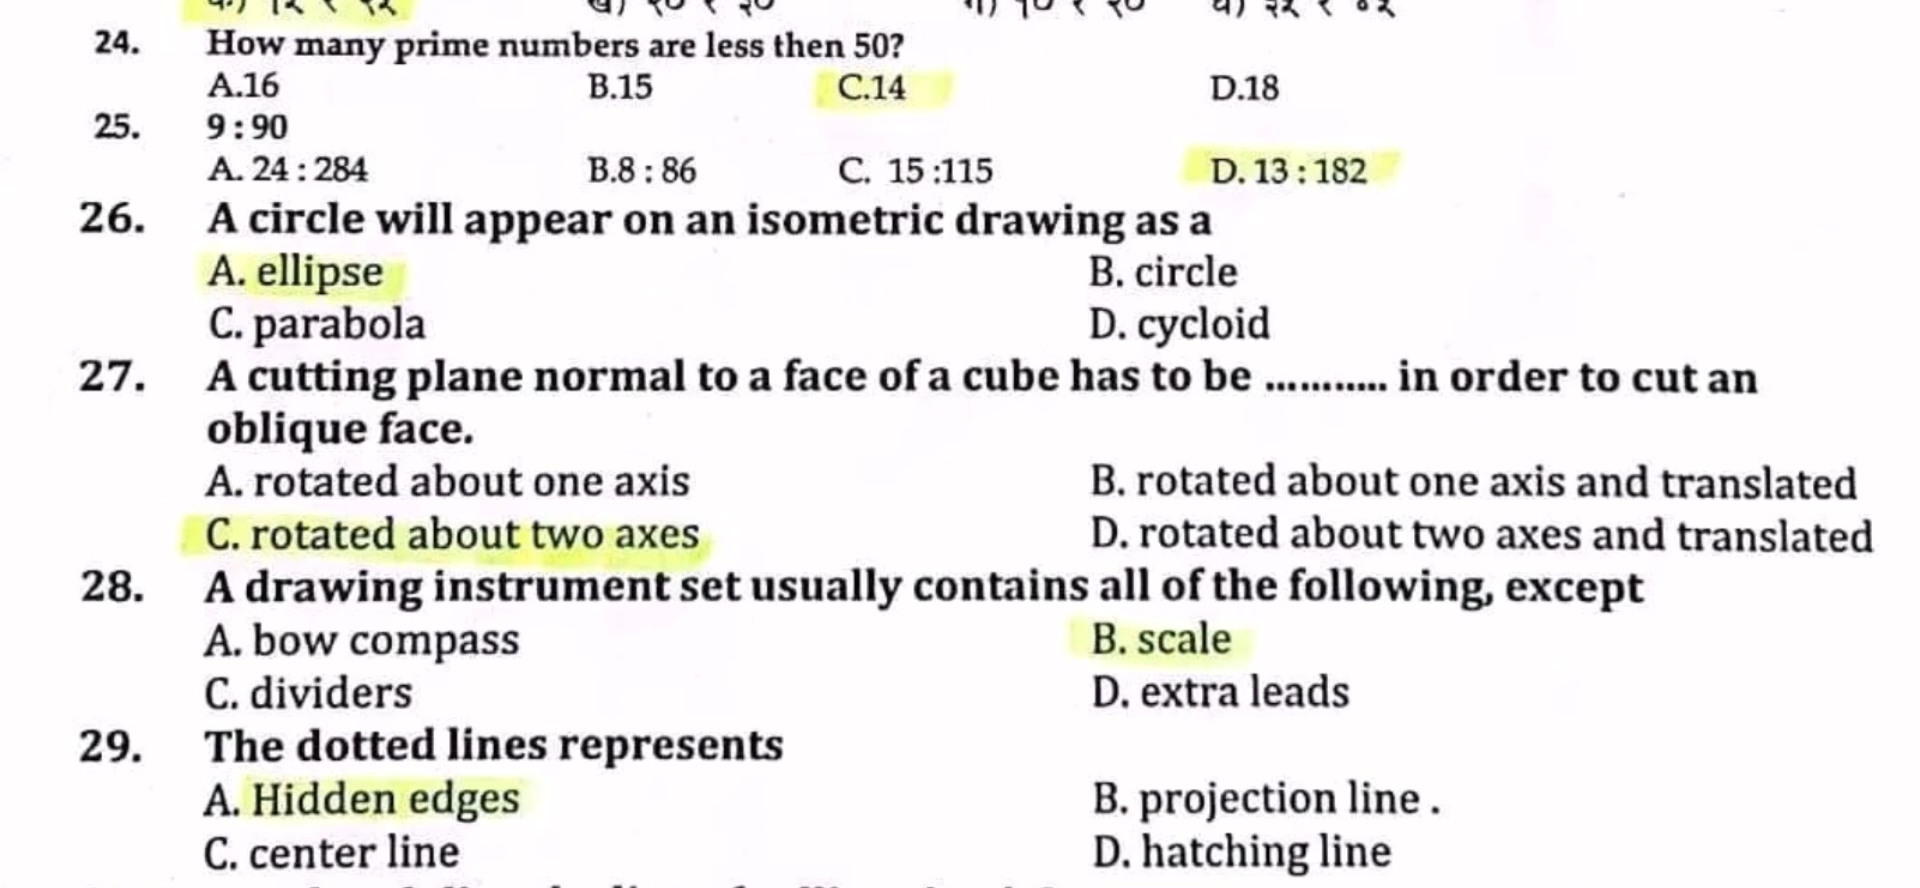 24. How many prime numbers are less then 50?
A.16 B.15 C.14 D.18
25. 9 : 90
A. 24 : 284 B.8 : 86 C. 15 :115 D. 13 : 182
26. A circle will appear on an isometric drawing as a
A. ellipse B. circle
C. parabola D. cycloid
27. A cutting plane normal to a face of a cube has to be ............ in order to cut an
oblique face.
A. rotated about one axis B. rotated about one axis and translated
C. rotated about two axes D. rotated about two axes and translated
28. A drawing instrument set usually contains all of the following, except
A. bow compass B. scale
C. dividers D. extra leads
29. The dotted lines represents
A. Hidden edges B. projection line .
C. center line D. hatching line